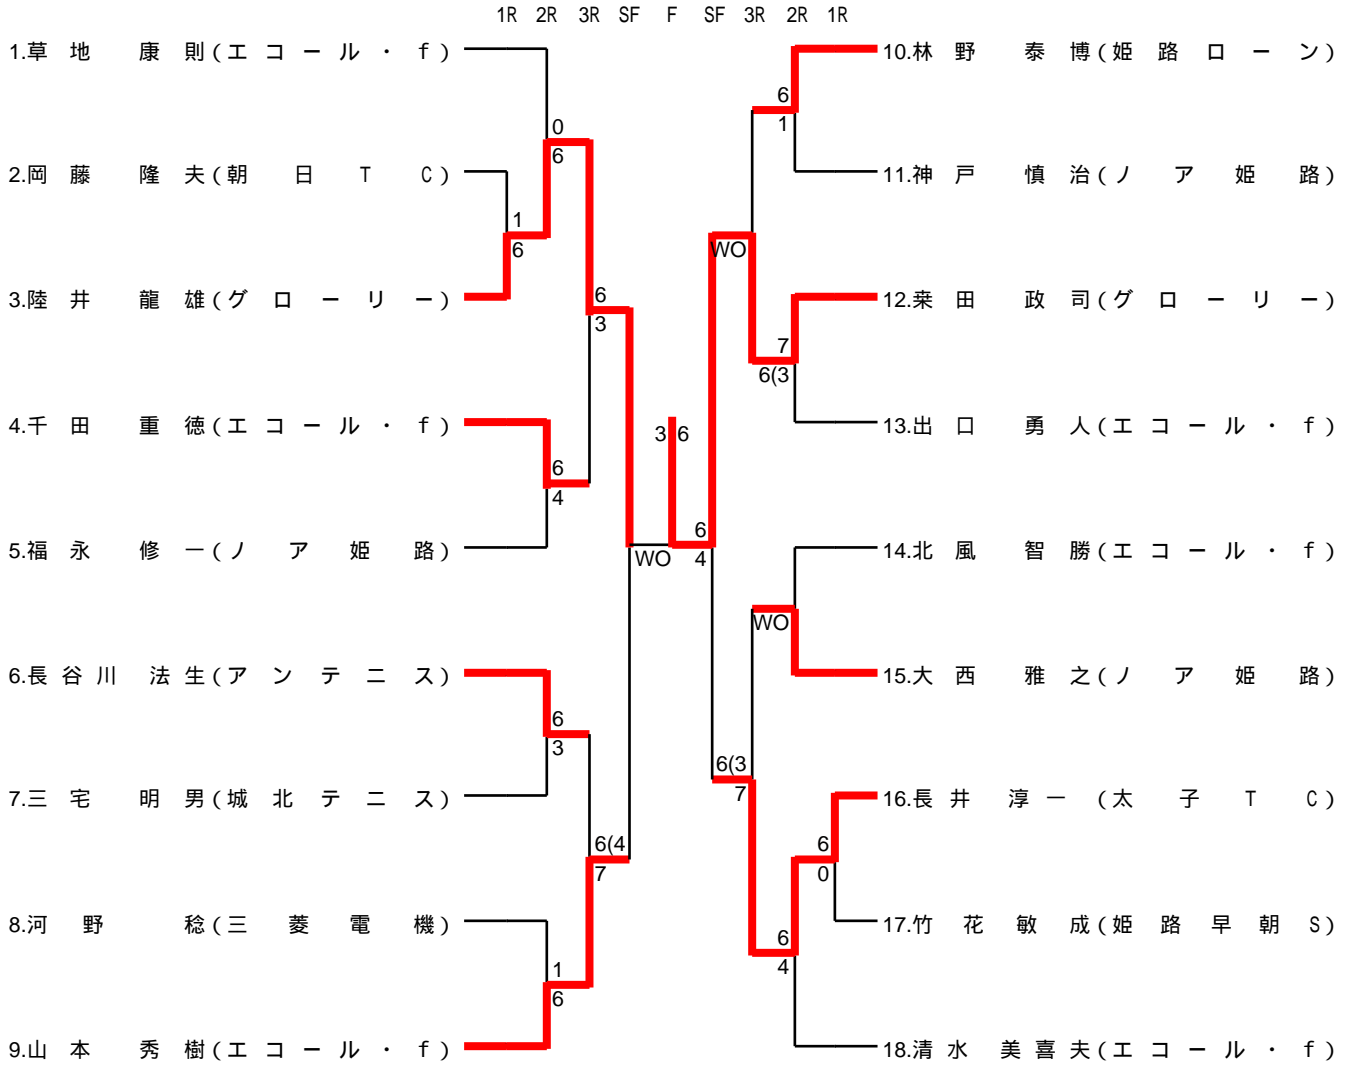 1R 2R 3R SF F SF 3R 2R 1R
1.草地 康則(エコール・f)
10.林野 泰博(姫路ローン)
6
1
0
6
2.岡藤 隆夫(朝日TC)
11.神戸 慎治(ノア姫路)
1
6
WO
3.陸井 龍雄(グローリー)
12.来田 政司(グローリー)
6
3
7
6(3
4.千田 重徳(エコール・f)
13.出口 勇人(エコール・f)
3 6
6
4
5.福永 修一(ノア姫路)
14.北風 智勝(エコール・f)
WO
6
4
WO
6.長谷川 法生(アンテニス)
15.大西 雅之(ノア姫路)
6
3
6(3
7
7.三宅 明男(城北テニス)
16.長井淳一(太子TC)
6(4
7
6
0
8.河野 稔(三菱電機)
17.竹花敏成(姫路早朝S)
6
4
1
6
9.山本 秀樹(エコール・f)
18.清水 美喜夫(エコール・f)